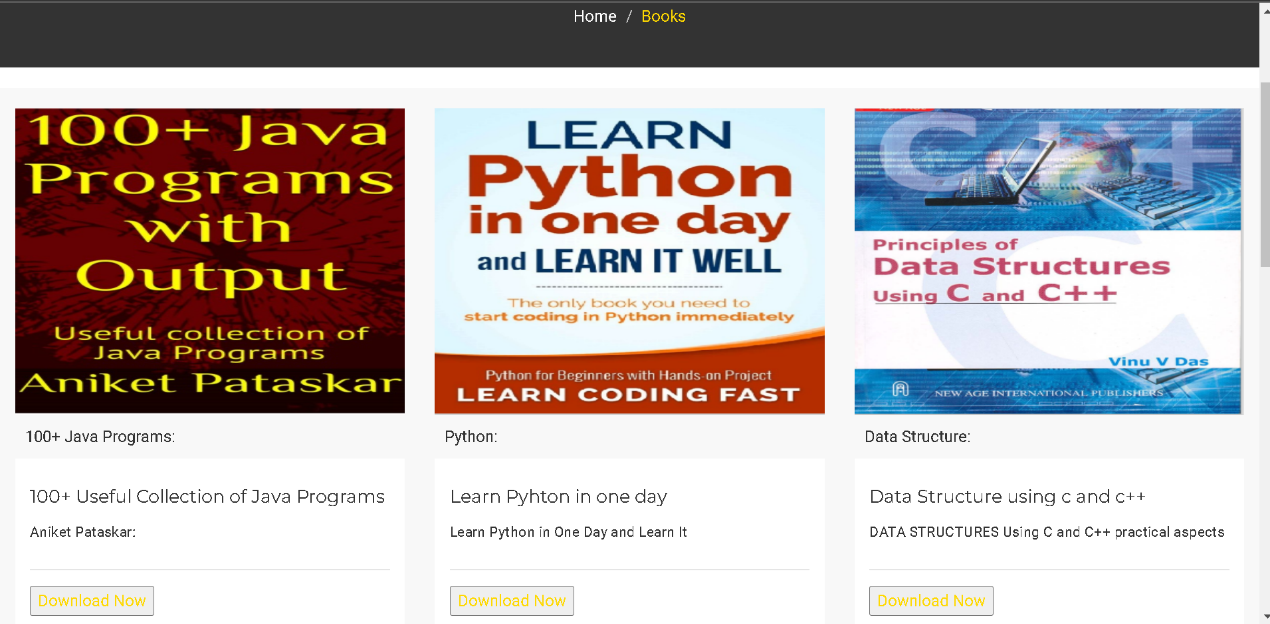 Home / Books
100+ Java
Programs
with
Output
Useful collection of
Java Programs
Aniket Pataskar
LEARN
Python
in one day
and LEARN IT WELL
The only book you need to
start coding in Python immediately
Python for Beginners with Hands-on Project
LEARN CODING FAST
C++
Principles of
Data Structures
Using C and C++
Vinu V Das
NEW AGE INTERNATIONAL PUBLISHERS
100+ Java Programs:
Python:
Data Structure:
100+ Useful Collection of Java Programs
Aniket Pataskar:
Download Now
Learn Pyhton in one day
Learn Python in One Day and Learn It
Download Now
Data Structure using c and c++
DATA STRUCTURES Using C and C++ practical aspects
Download Now